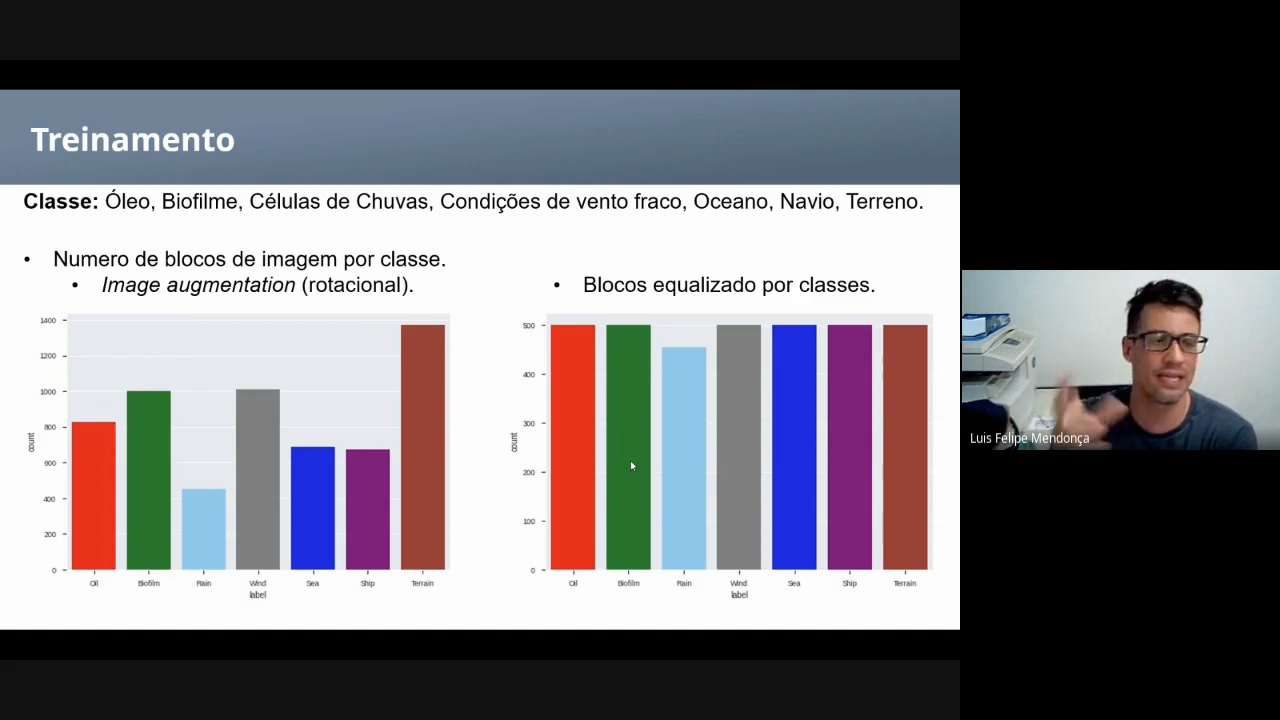 Treinamento
Classe: Óleo, Biofilme, Células de Chuvas, Condições de vento fraco, Oceano, Navio, Terreno.
• Numero de blocos de imagem por classe.
• Image augmentation (rotacional).
• Blocos equalizado por classes.
1400
1200
1000
800
600
400
200
0
count
Oil Biofilm Rain Wind Sea Ship Terrain
label
500
400
300
200
100
0
count
Oil Biofilm Rain Wind Sea Ship Terrain
label
Luis Felipe Mendonça